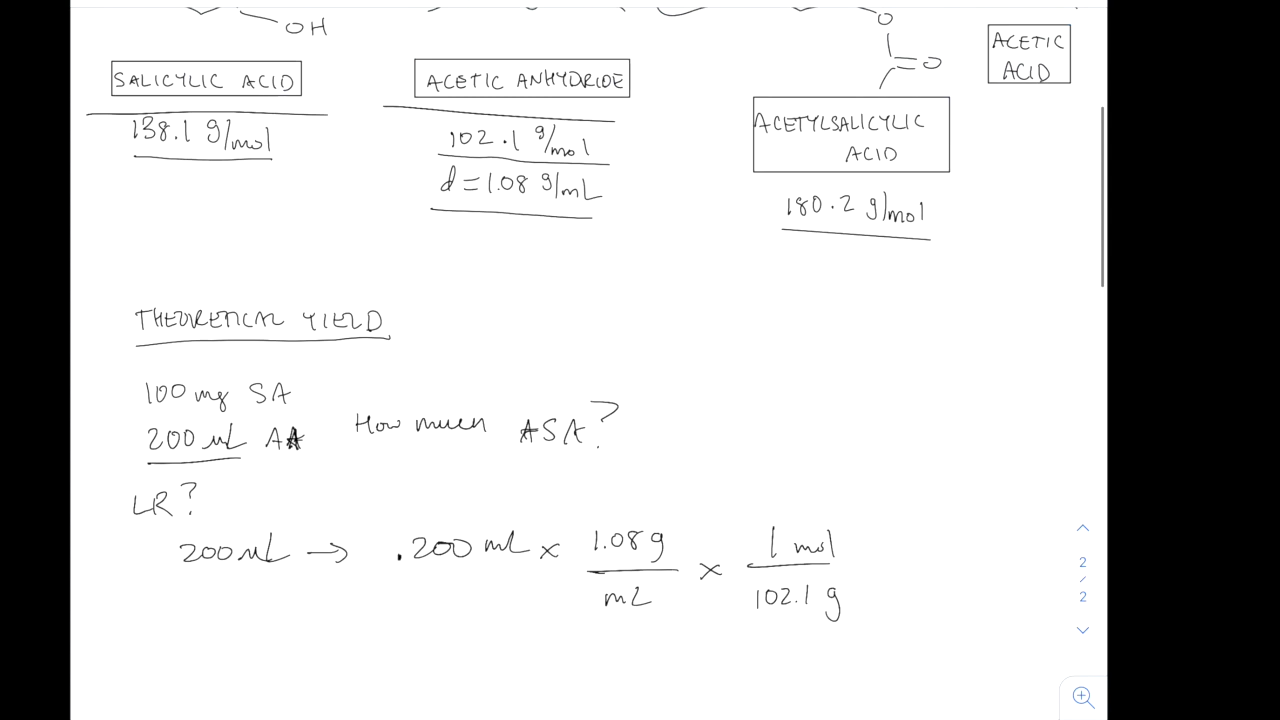 OH
O
O
ACETIC
ACID
SALICYLIC ACID
ACETIC ANHYDRIDE
ACETYLSALICYLIC
ACID
138.1 g/mol
102.1 g/mol
d = 1.08 g/mL
180.2 g/mol
THEORETICAL YIELD
100 mg SA
200 uL AA
How much ASA?
LR?
200 uL → .200 mL × 1.08 g / mL × 1 mol / 102.1 g
2
/
2